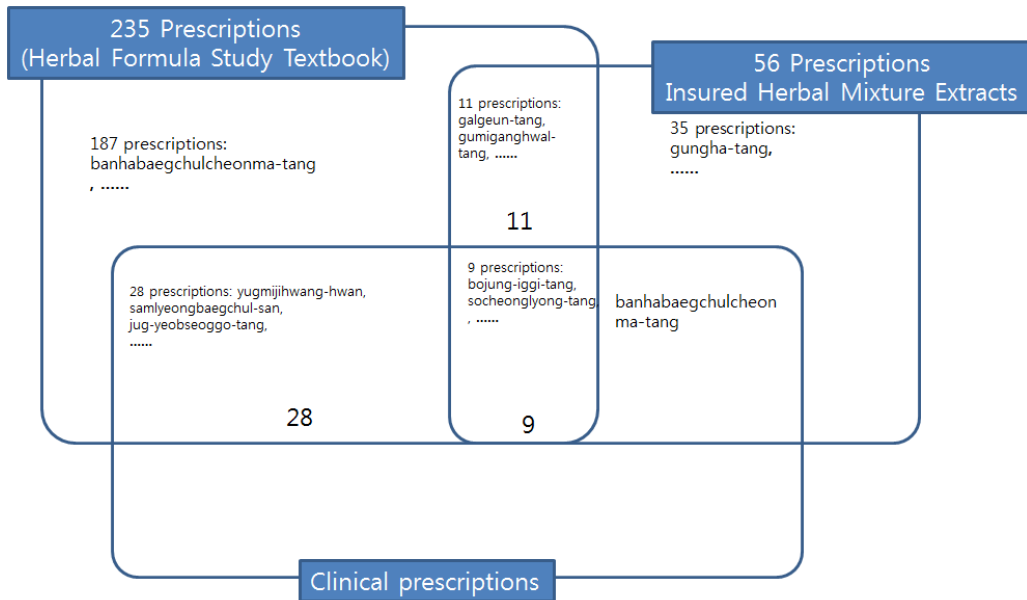 235 Prescriptions
(Herbal Formula Study Textbook)
56 Prescriptions
Insured Herbal Mixture Extracts
187 prescriptions:
banhabaegchulcheonma-tang
, ......
11 prescriptions:
galgeun-tang,
gumiganghwal-
tang, ......
11
35 prescriptions:
gungha-tang,
......
28 prescriptions: yugmijihwang-hwan,
samlyeongbaegchul-san,
jug-yeobseoggo-tang,
......
28
9 prescriptions:
bojung-iggi-tang,
socheonglyong-tang,
, ......
9
banhabaegchulcheon
ma-tang
Clinical prescriptions